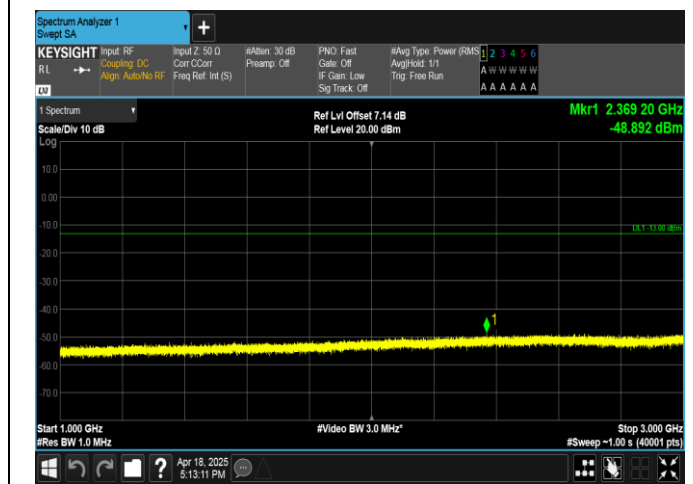 Spectrum Analyzer 1
Swept SA
+
KEYSIGHT
RL
LXI
Input: RF
Coupling: DC
Align: Auto/No RF
Input Z: 50 Ω
Corr CCorr
Freq Ref: Int (S)
#Atten: 30 dB
Preamp: Off
PNO: Fast
Gate: Off
IF Gain: Low
Sig Track: Off
#Avg Type: Power (RMS
Avg|Hold: 1/1
Trig: Free Run
1 2 3 4 5 6
A W W W W W
A A A A A A
1 Spectrum
Scale/Div 10 dB
Log
Ref Lvl Offset 7.14 dB
Ref Level 20.00 dBm
Mkr1 2.369 20 GHz
-48.892 dBm
10.0
0.00
-10.0
DL1 -13.00 dBm
-20.0
-30.0
-40.0
1
-50.0
-60.0
-70.0
Start 1.000 GHz
#Res BW 1.0 MHz
#Video BW 3.0 MHz*
Stop 3.000 GHz
#Sweep ~1.00 s (40001 pts)
?
Apr 18, 2025
5:13:11 PM